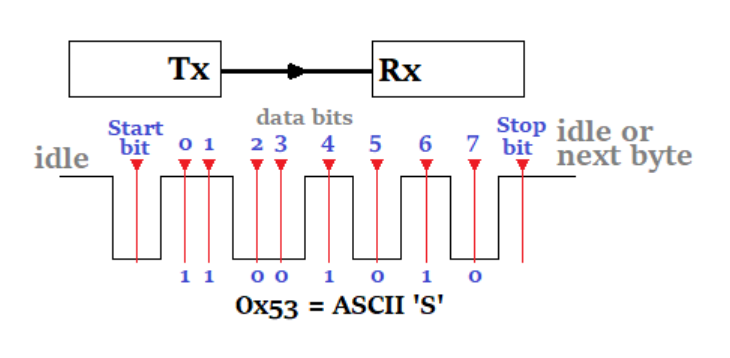 Tx Rx
data bits
Start bit
0 1 2 3 4 5 6 7
Stop bit
idle or
next byte
idle
1 1 0 0 1 0 1 0
0x53 = ASCII 'S'